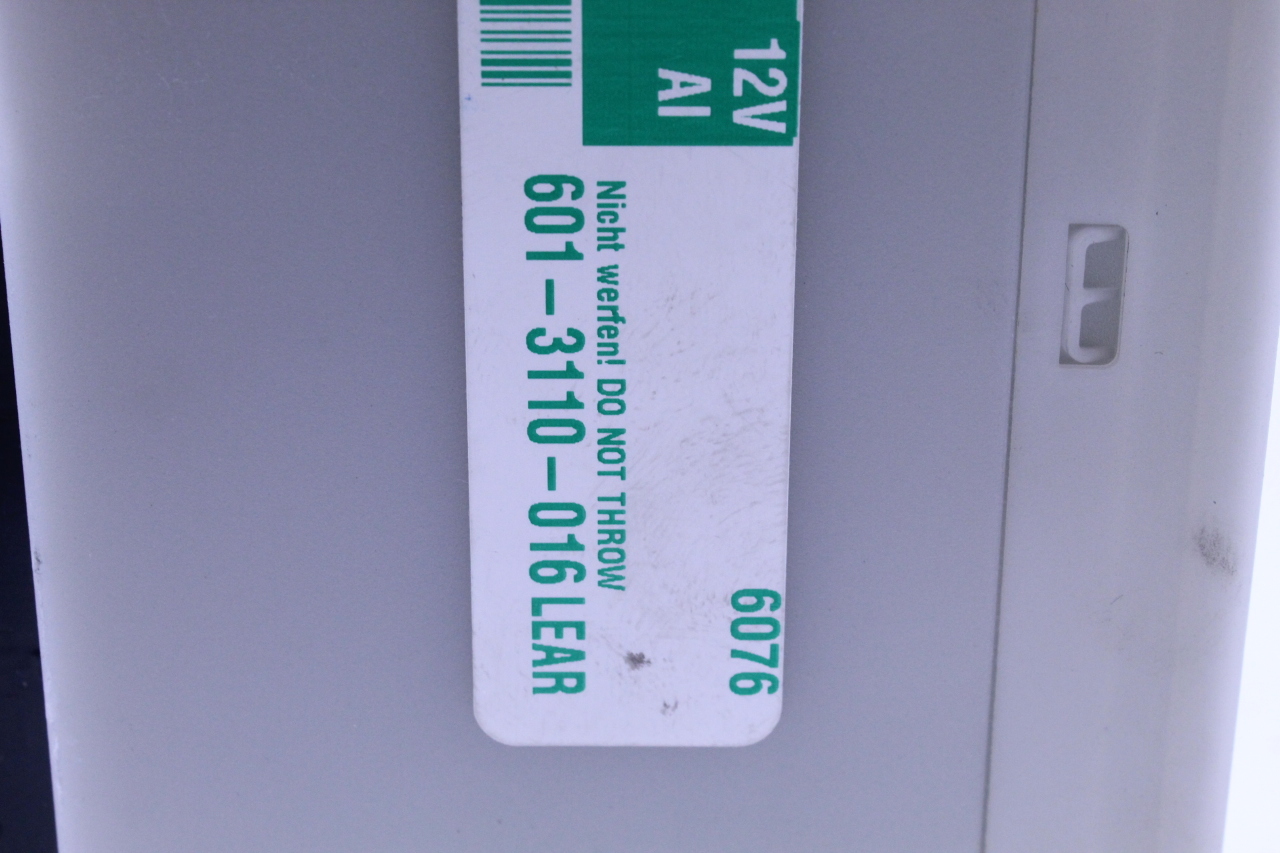 12V
AI
6076
Nicht werfen! DO NOT THROW
601-3110-016 LEAR